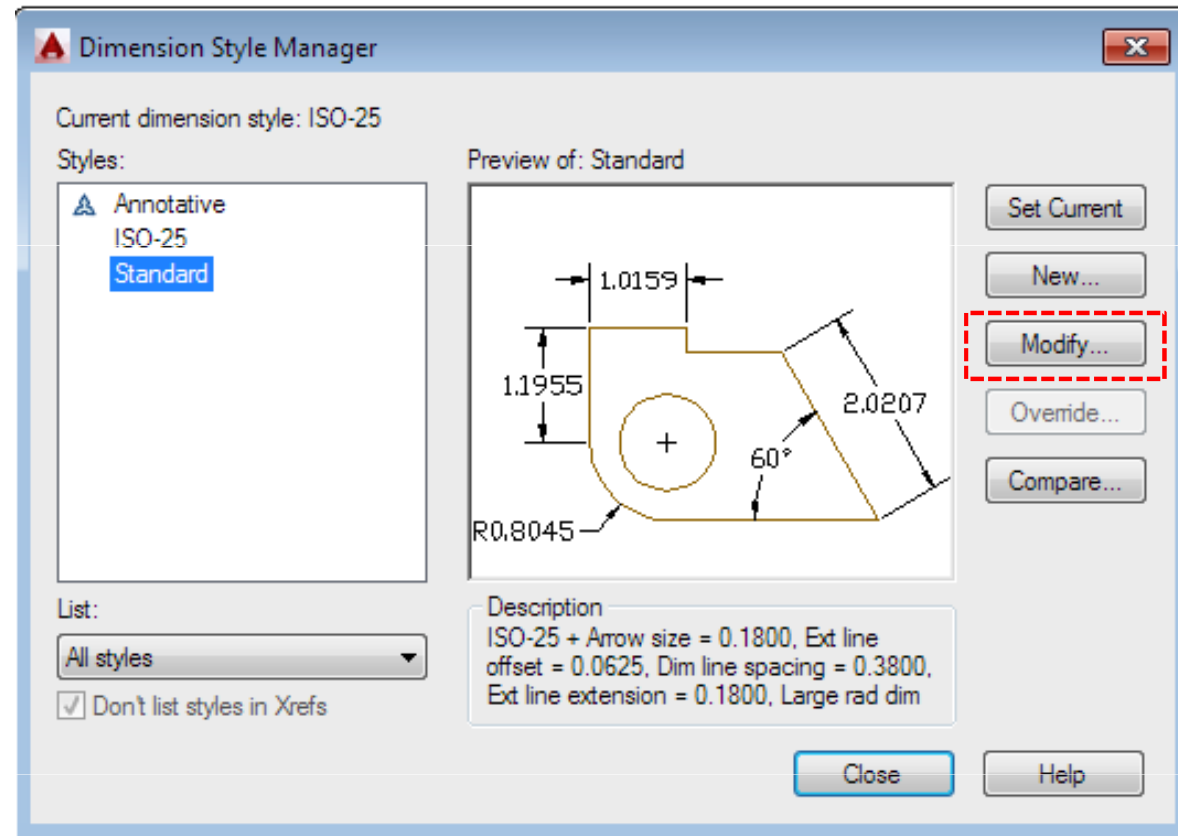 Dimension Style Manager
Current dimension style: ISO-25
Styles:
Preview of: Standard
Annotative
ISO-25
Standard
1.0159
1.1955
2.0207
60°
R0.8045
Set Current
New...
Modify...
Override...
Compare...
List:
All styles
Don't list styles in Xrefs
Description
ISO-25 + Arrow size = 0.1800, Ext line
offset = 0.0625, Dim line spacing = 0.3800,
Ext line extension = 0.1800, Large rad dim
Close
Help